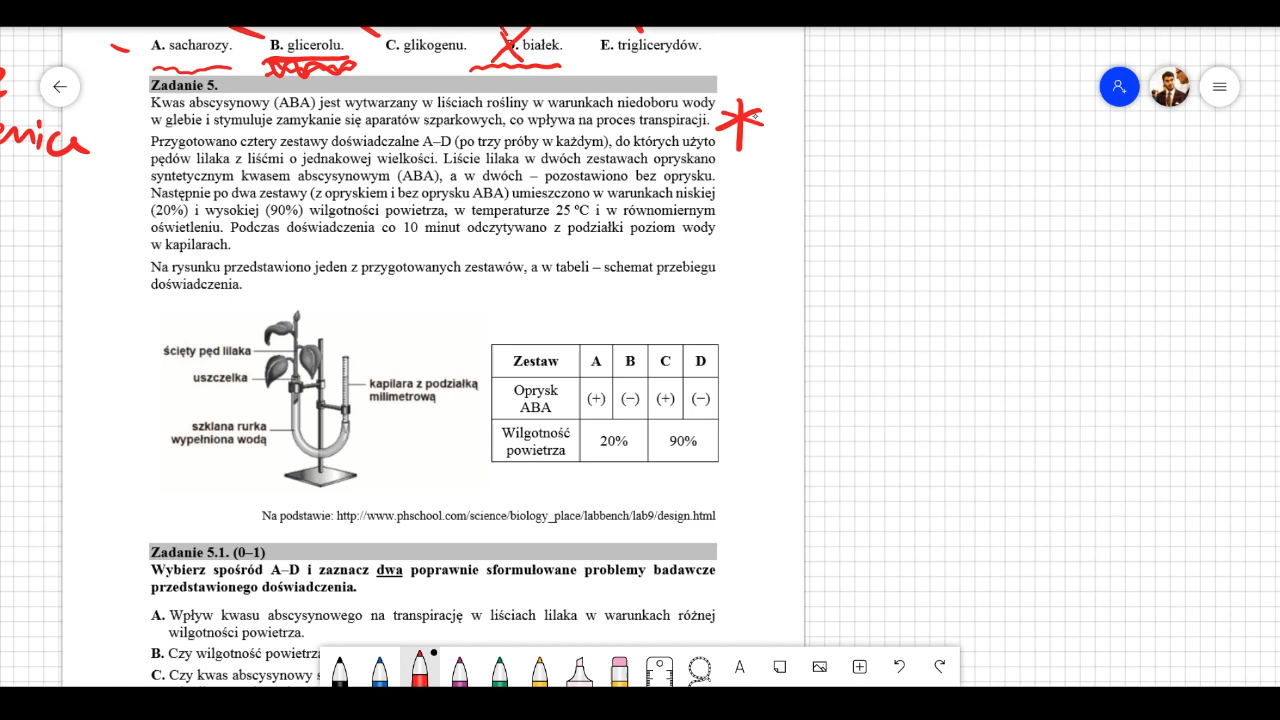 A. sacharozy. B. glicerolu. C. glikogenu. D. białek. E. triglicerydów.
Zadanie 5.
Kwas abscysynowy (ABA) jest wytwarzany w liściach rośliny w warunkach niedoboru wody
w glebie i stymuluje zamykanie się aparatów szparkowych, co wpływa na proces transpiracji.
Przygotowano cztery zestawy doświadczalne A–D (po trzy próby w każdym), do których użyto
pędów lilaka z liśćmi o jednakowej wielkości. Liście lilaka w dwóch zestawach opryskano
syntetycznym kwasem abscysynowym (ABA), a w dwóch – pozostawiono bez oprysku.
Następnie po dwa zestawy (z opryskiem i bez oprysku ABA) umieszczono w warunkach niskiej
(20%) i wysokiej (90%) wilgotności powietrza, w temperaturze 25 ºC i w równomiernym
oświetleniu. Podczas doświadczenia co 10 minut odczytywano z podziałki poziom wody
w kapilarach.
Na rysunku przedstawiono jeden z przygotowanych zestawów, a w tabeli – schemat przebiegu
doświadczenia.
ścięty pęd lilaka
uszczelka
kapilara z podziałką
milimetrową
szklana rurka
wypełniona wodą
Zestaw A B C D
Oprysk
ABA
(+) (−) (+) (−)
Wilgotność
powietrza
20% 90%
Na podstawie: http://www.phschool.com/science/biology_place/labbench/lab9/design.html
Zadanie 5.1. (0–1)
Wybierz spośród A–D i zaznacz dwa poprawnie sformułowane problemy badawcze
przedstawionego doświadczenia.
A. Wpływ kwasu abscysynowego na transpirację w liściach lilaka w warunkach różnej
wilgotności powietrza.
B. Czy wilgotność powietrza
C. Czy kwas abscysynowy s
A